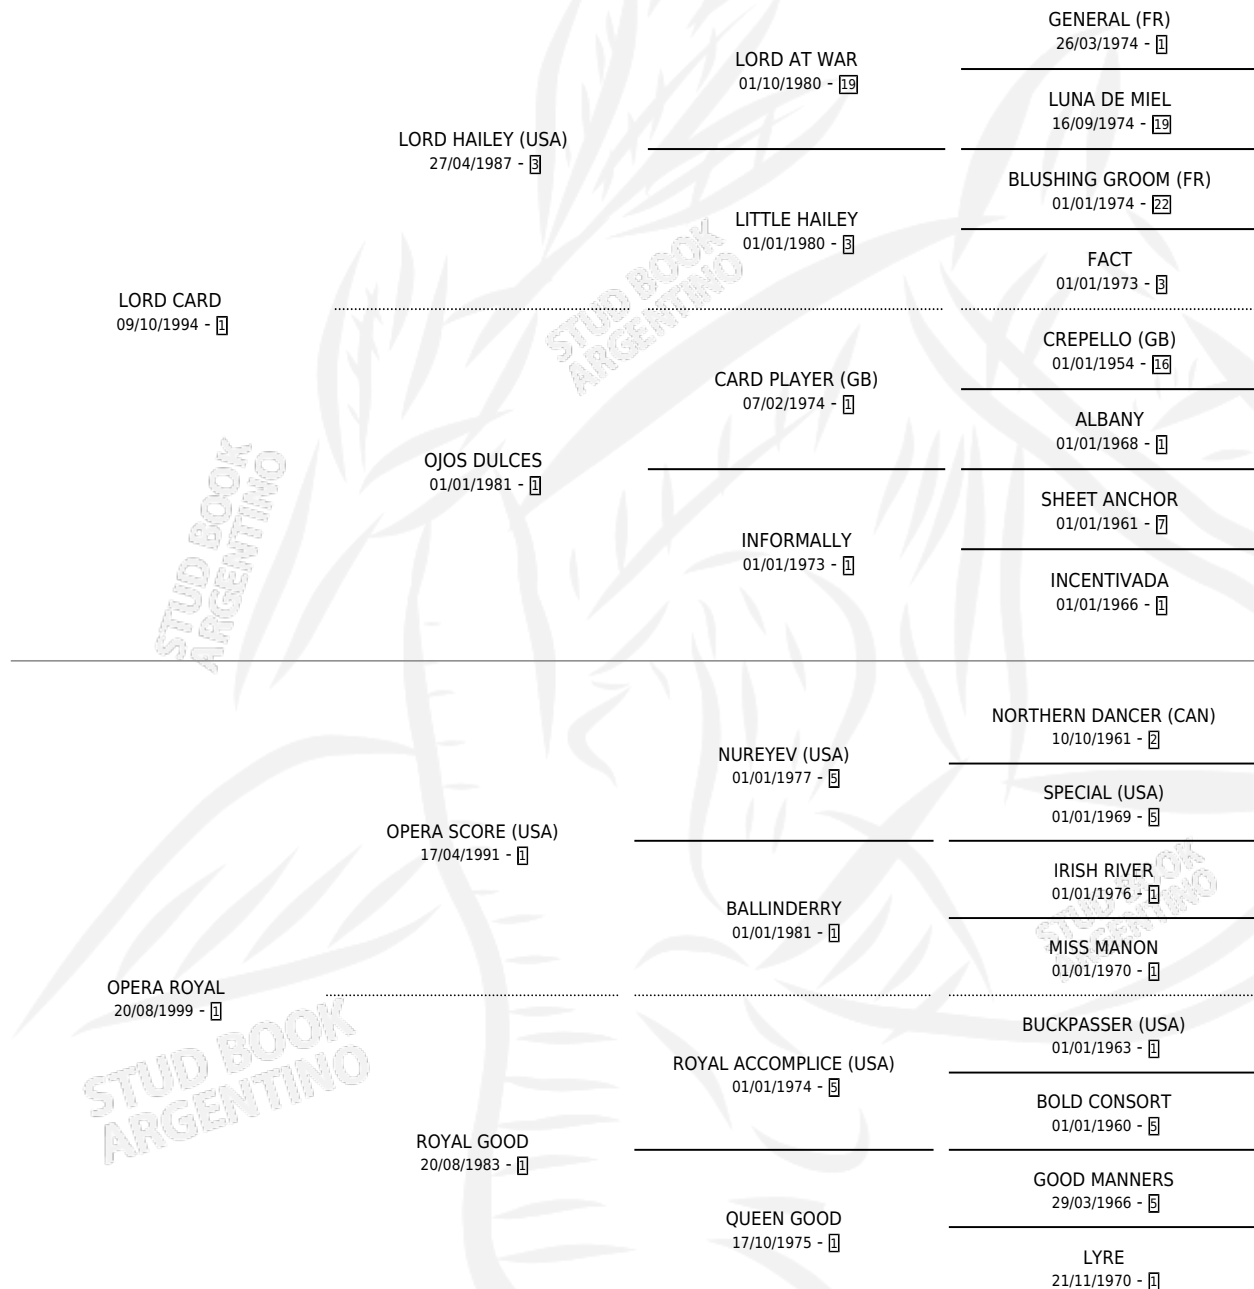 GENERAL (FR)
26/03/1974 - 1
LORD AT WAR
01/10/1980 - 19
LUNA DE MIEL
16/09/1974 - 19
LORD HAILEY (USA)
27/04/1987 - 3
BLUSHING GROOM (FR)
01/01/1974 - 22
LITTLE HAILEY
01/01/1980 - 3
FACT
01/01/1973 - 3
LORD CARD
09/10/1994 - 1
CREPELLO (GB)
01/01/1954 - 16
CARD PLAYER (GB)
07/02/1974 - 1
ALBANY
01/01/1968 - 1
OJOS DULCES
01/01/1981 - 1
SHEET ANCHOR
01/01/1961 - 7
INFORMALLY
01/01/1973 - 1
INCENTIVADA
01/01/1966 - 1
STUD BOOK
ARGENTINO
STUD BOOK
ARGENTINO
NORTHERN DANCER (CAN)
10/10/1961 - 2
NUREYEV (USA)
01/01/1977 - 5
SPECIAL (USA)
01/01/1969 - 5
OPERA SCORE (USA)
17/04/1991 - 1
IRISH RIVER
01/01/1976 - 1
BALLINDERRY
01/01/1981 - 1
MISS MANON
01/01/1970 - 1
STUD BOOK
ARGENTINO
OPERA ROYAL
20/08/1999 - 1
BUCKPASSER (USA)
01/01/1963 - 1
ROYAL ACCOMPLICE (USA)
01/01/1974 - 5
BOLD CONSORT
01/01/1960 - 5
ROYAL GOOD
20/08/1983 - 1
GOOD MANNERS
29/03/1966 - 5
QUEEN GOOD
17/10/1975 - 1
LYRE
21/11/1970 - 1
STUD BOOK
ARGENTINO